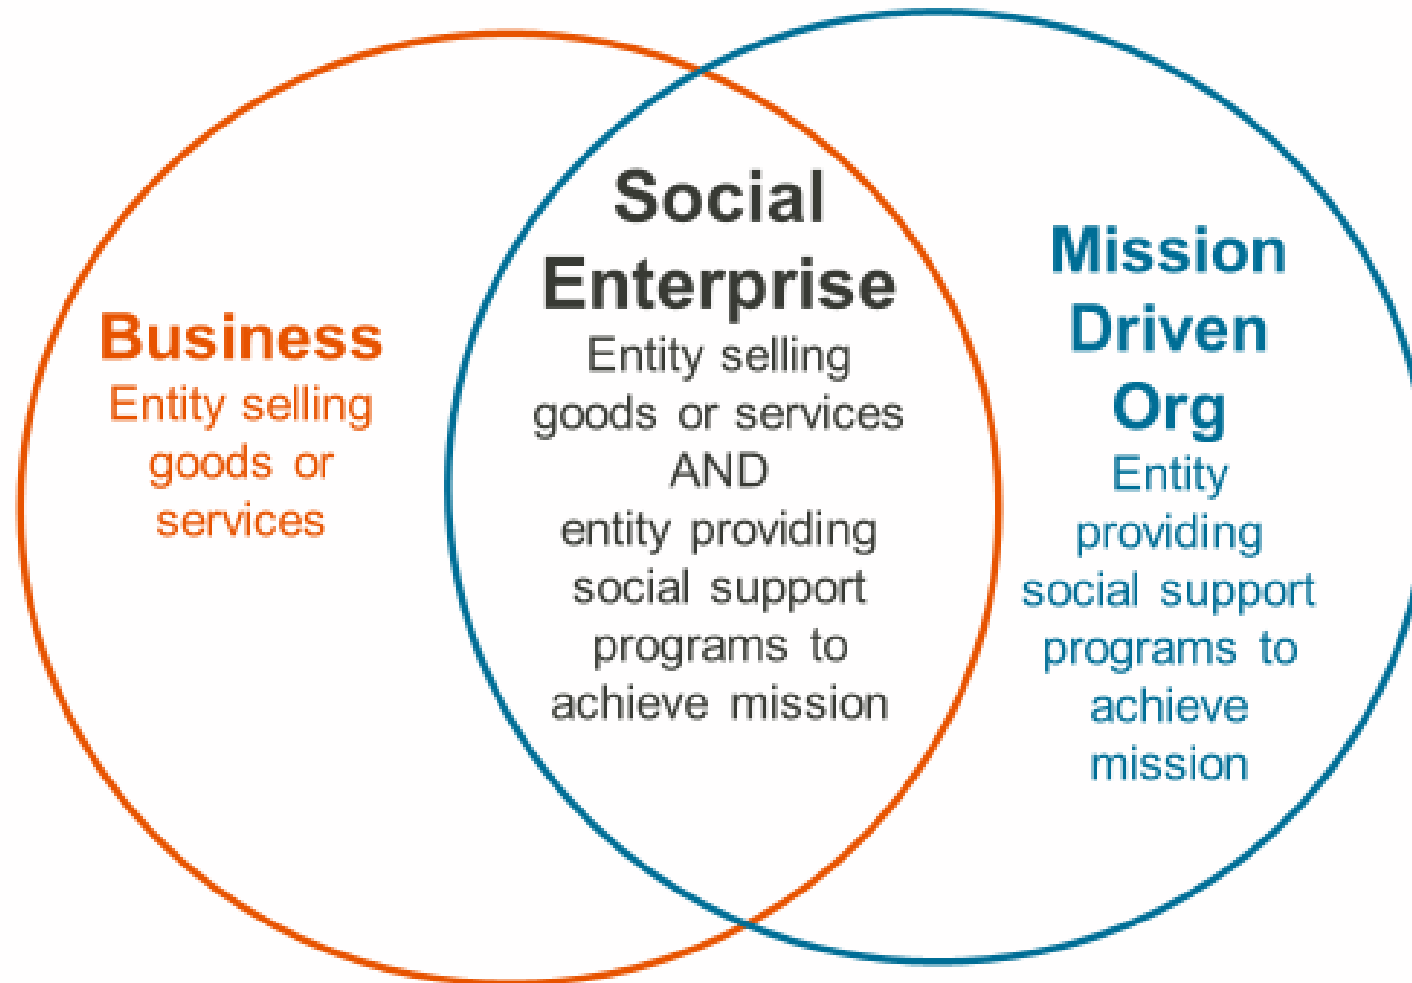 Business
Entity selling
goods or
services
Social
Enterprise
Entity selling
goods or services
AND
entity providing
social support
programs to
achieve mission
Mission
Driven
Org
Entity
providing
social support
programs to
achieve
mission